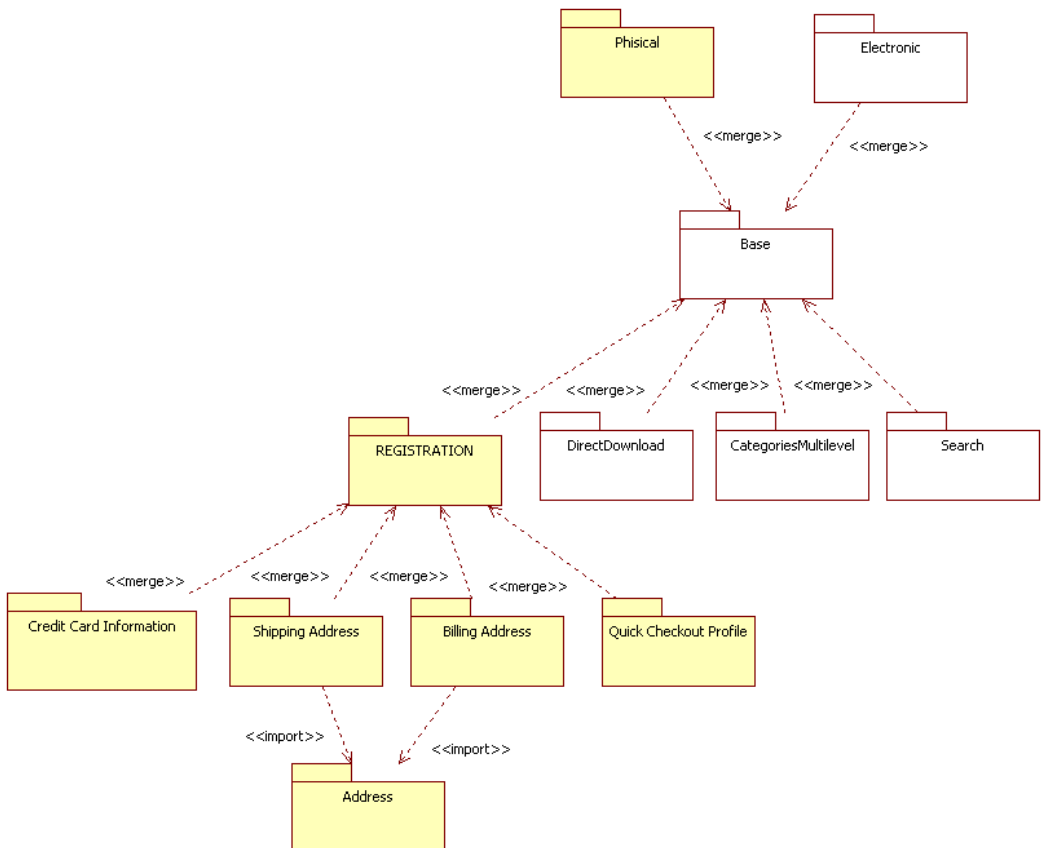 Phisical
Electronic
<<merge>>
<<merge>>
Base
<<merge>>
<<merge>>
<<merge>>
<<merge>>
REGISTRATION
DirectDownload
CategoriesMultilevel
Search
<<merge>>
<<merge>>
<<merge>>
<<merge>>
Credit Card Information
Shipping Address
Billing Address
Quick Checkout Profile
<<import>>
<<import>>
Address